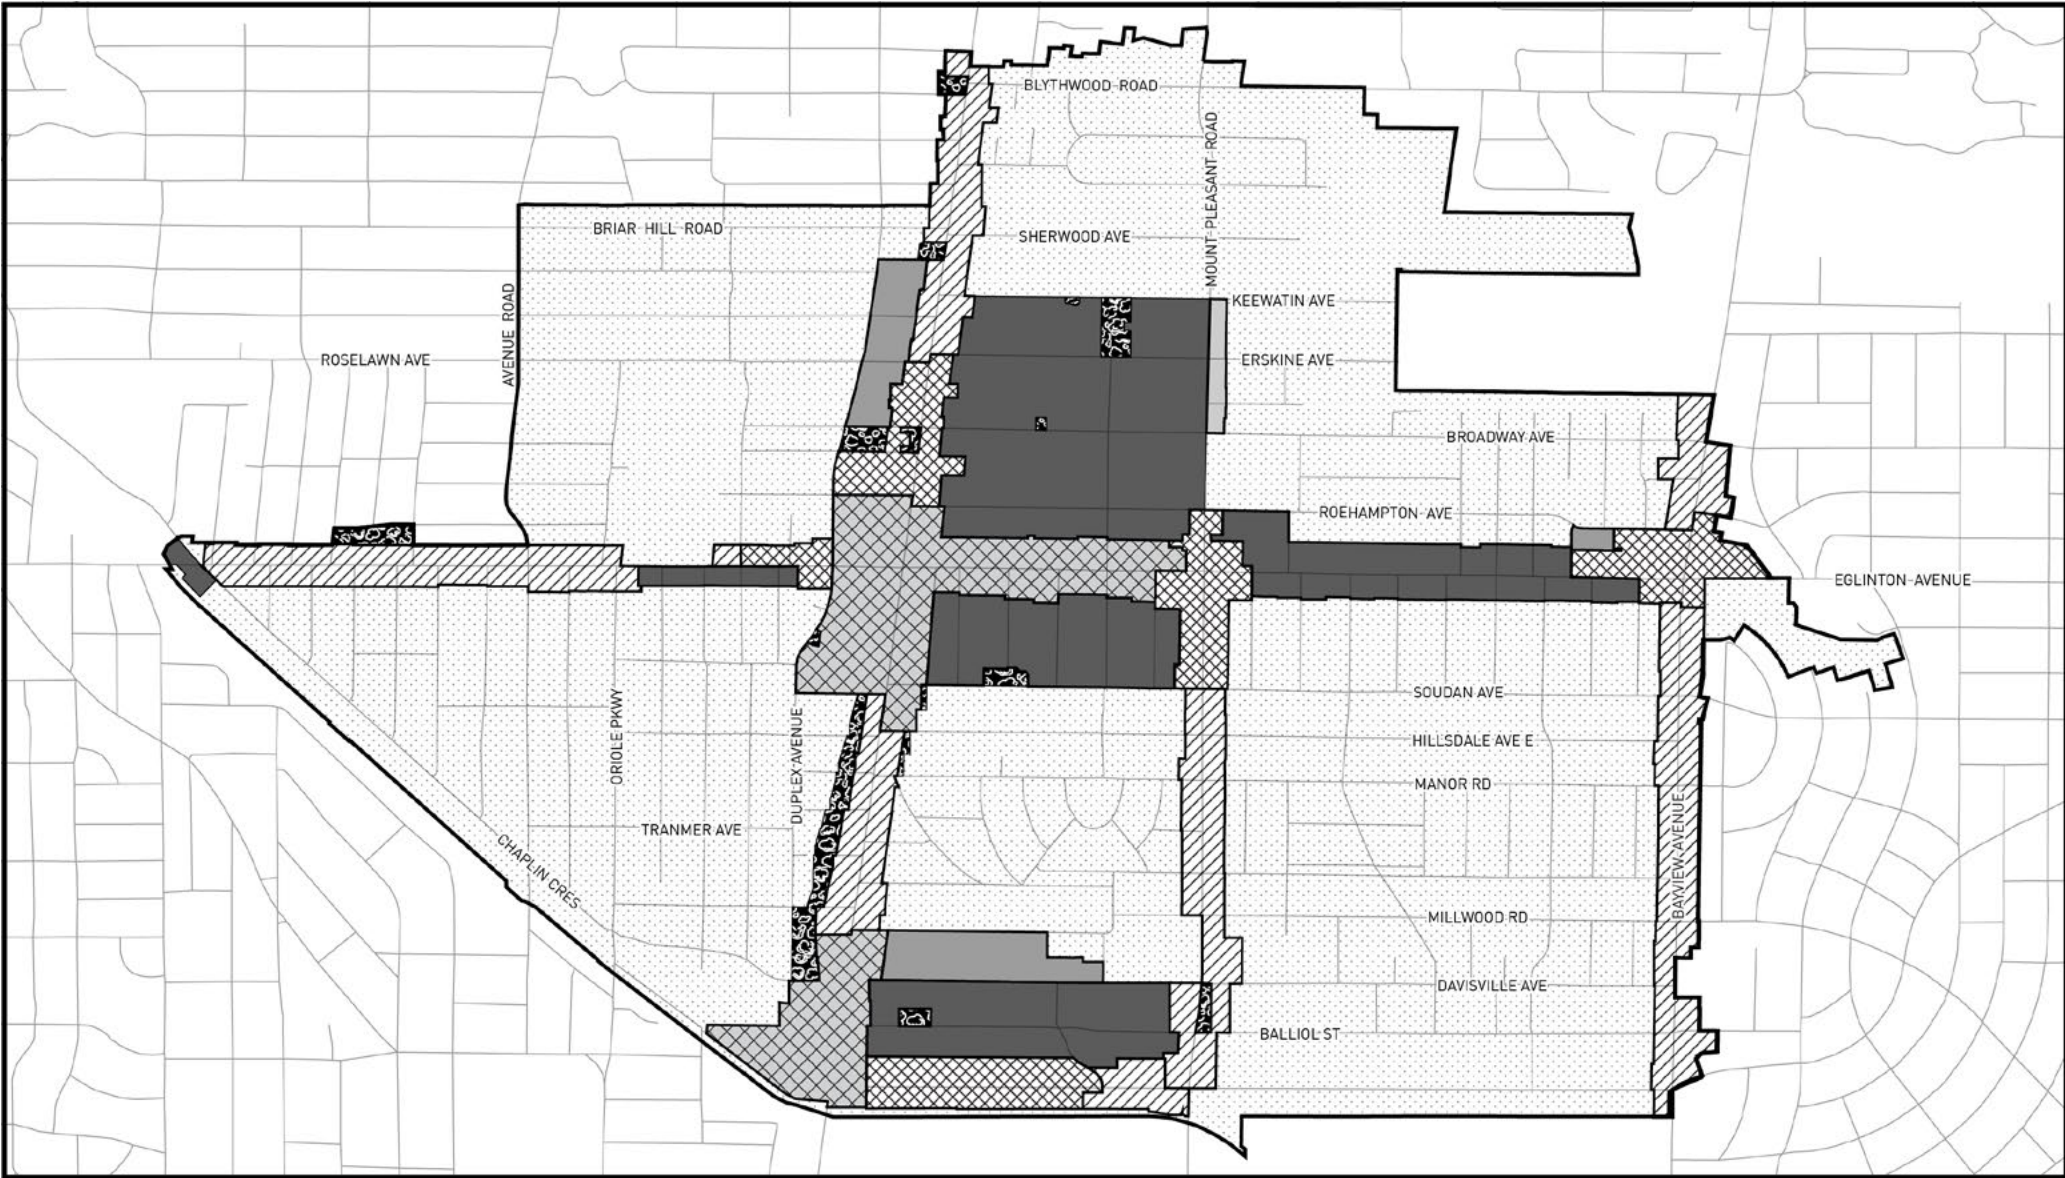 BLYTHWOOD ROAD
MOUNT PLEASANT ROAD
BRIAR HILL ROAD
SHERWOOD AVE
AVENUE ROAD
KEEWATIN AVE
ROSELAWN AVE
ERSKINE AVE
BROADWAY AVE
ROEHAMPTON AVE
EGLINTON AVENUE
ORIOLE PKWY
DUPLEX AVENUE
SOUDAN AVE
HILLSDALE AVE E
MANOR RD
TRANMER AVE
CHAPLIN CRES
BAYVIEW AVENUE
MILLWOOD RD
DAVISVILLE AVE
BALLIOL ST